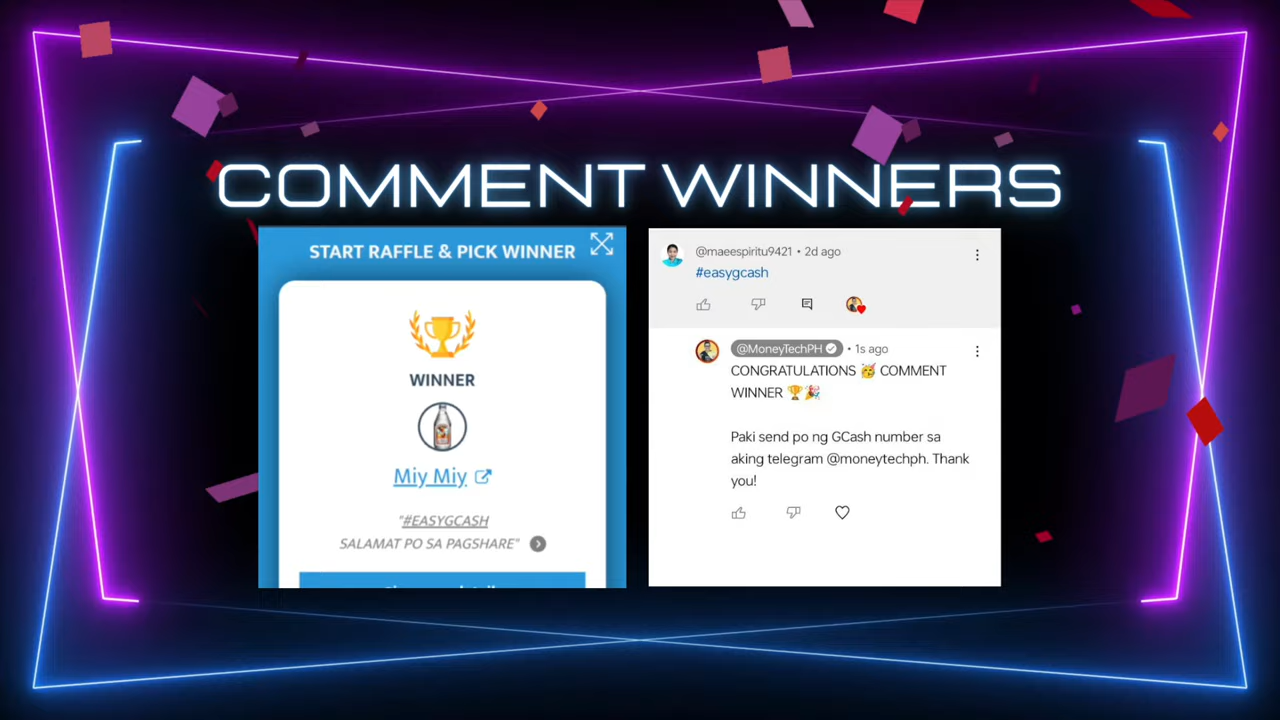 COMMENT WINNERS
START RAFFLE & PICK WINNER
WINNER
Miy Miy
"#EASYGCASH
SALAMAT PO SA PAGSHARE"
@maeespiritu9421 • 2d ago
#easygcash
@MoneyTechPH • 1s ago
CONGRATULATIONS 🥳 COMMENT
WINNER 🏆🎉
Paki send po ng GCash number sa
aking telegram @moneytechph. Thank
you!